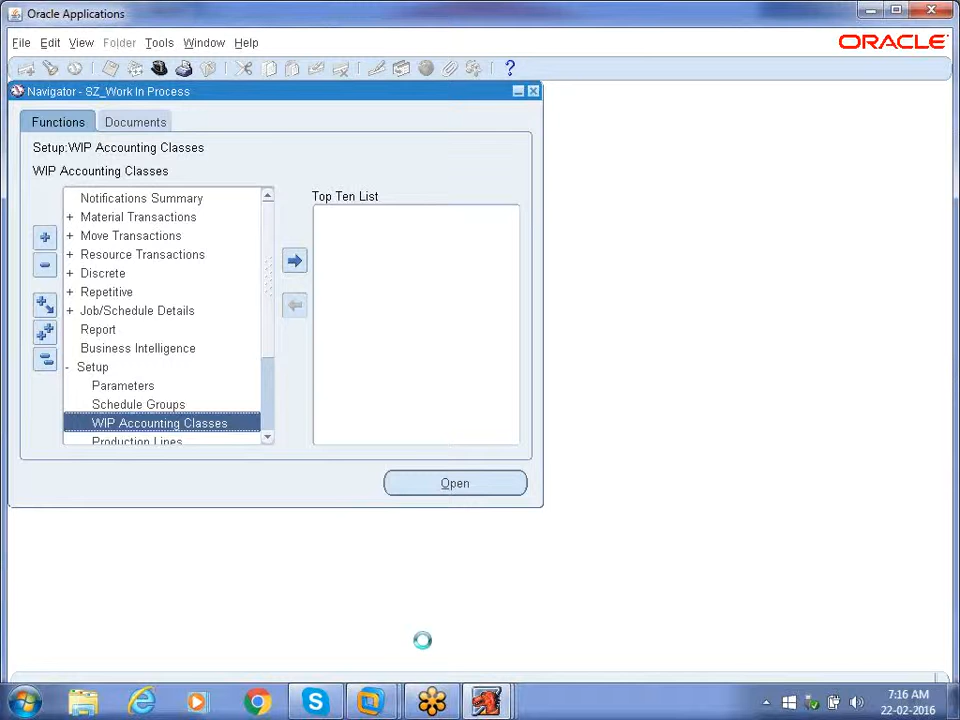 Oracle Applications
File Edit View Folder Tools Window Help
ORACLE
?
Navigator - SZ_Work In Process
Functions Documents
Setup:WIP Accounting Classes
WIP Accounting Classes
Top Ten List
Notifications Summary
+ Material Transactions
+ Move Transactions
+ Resource Transactions
+ Discrete
+ Repetitive
+ Job/Schedule Details
Report
Business Intelligence
- Setup
Parameters
Schedule Groups
WIP Accounting Classes
Production Lines
Open
7:16 AM
22-02-2016